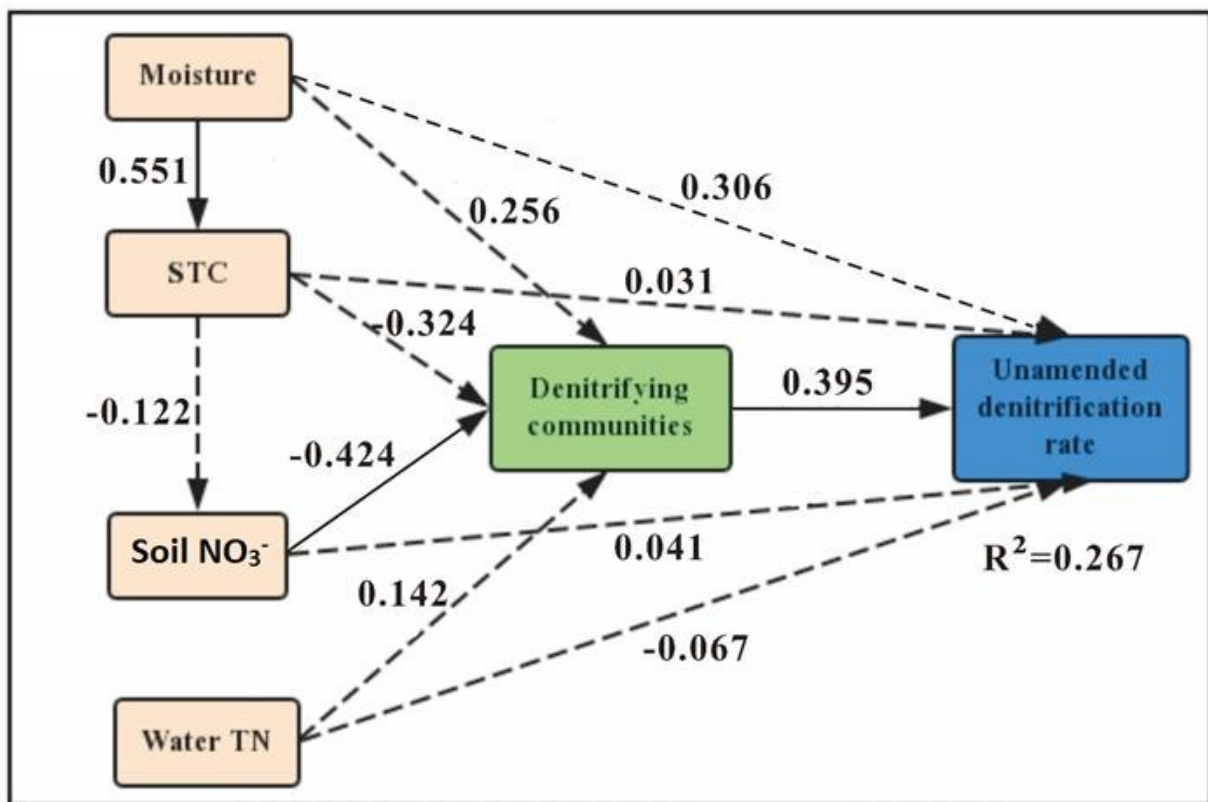 Moisture
0.551
0.306
0.256
STC
0.031
-0.324
-0.122
Denitrifying
communities
0.395
Unamended
denitrification
rate
-0.424
Soil NO₃⁻
0.041
R²=0.267
0.142
-0.067
Water TN